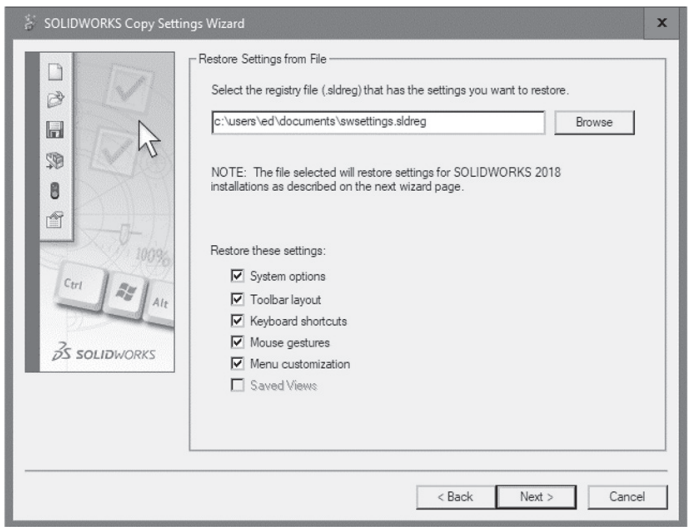 SOLIDWORKS Copy Settings Wizard
x
Restore Settings from File
Select the registry file (.sldreg) that has the settings you want to restore.
c:\users\ed\documents\swsettings.sldreg
Browse
NOTE: The file selected will restore settings for SOLIDWORKS 2018
installations as described on the next wizard page.
100%
Ctrl
Alt
3S SOLIDWORKS
Restore these settings:
System options
Toolbar layout
Keyboard shortcuts
Mouse gestures
Menu customization
Saved Views
< Back
Next >
Cancel